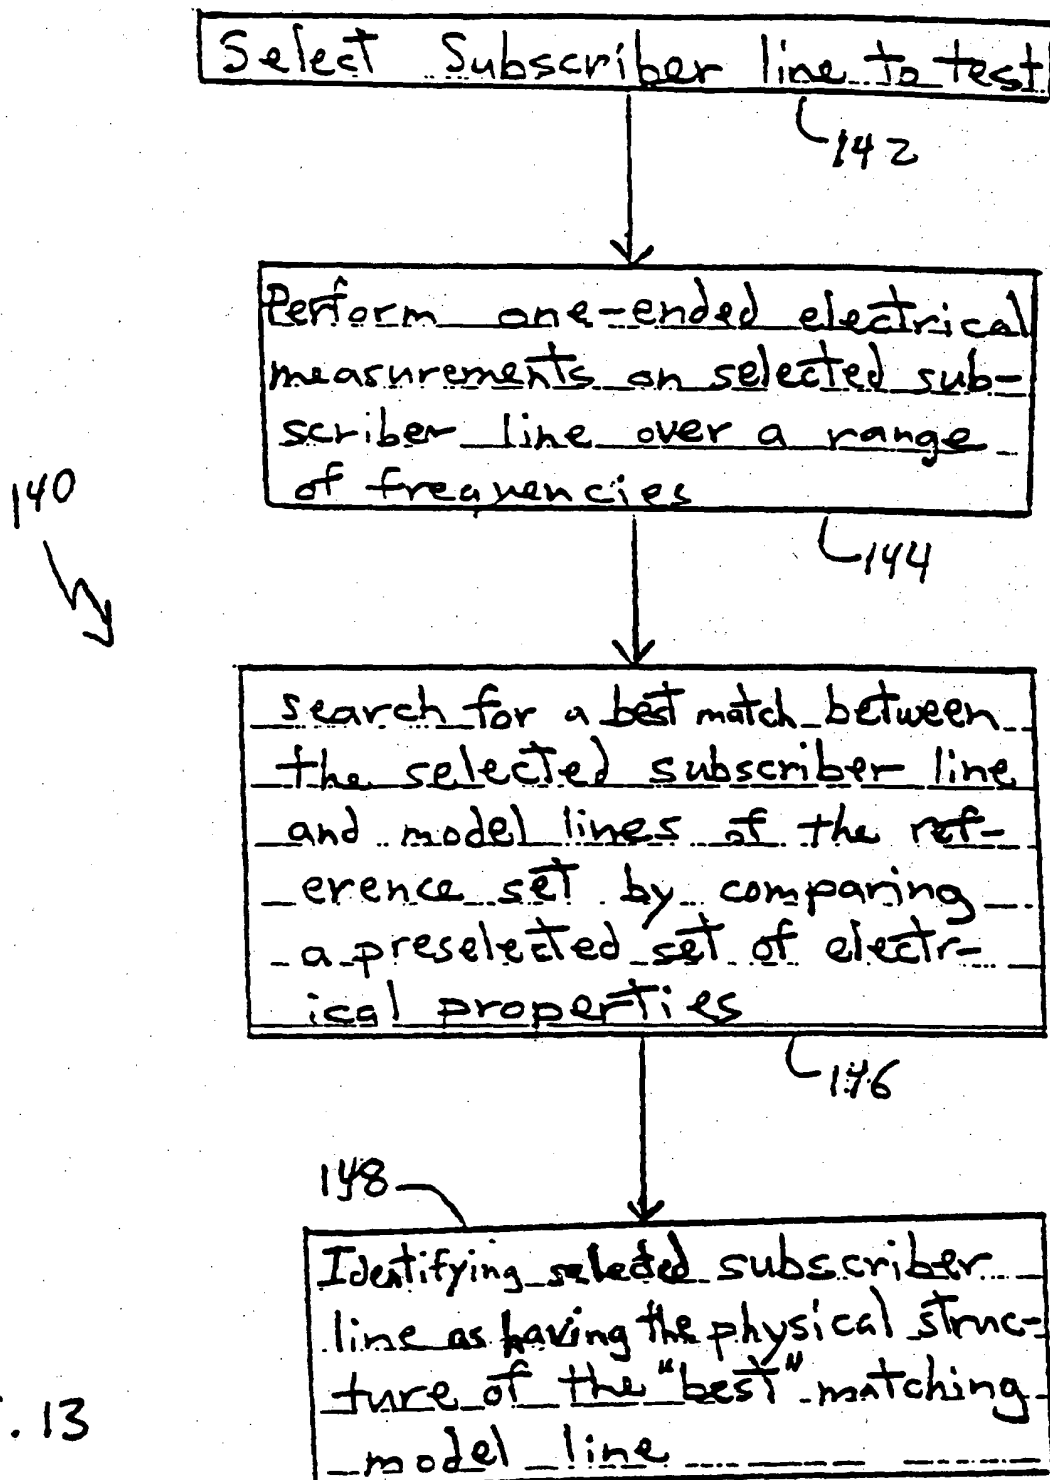 Select Subscriber line to test
142
Perform one-ended electrical
measurements on selected sub-
scriber line over a range
of frequencies
140
144
search for a best match between
the selected subscriber line
and model lines of the ref-
erence set by comparing
a preselected set of electr-
ical properties
146
148
Identifying selected subscriber
line as having the physical struc-
ture of the "best" matching
model line
. 13